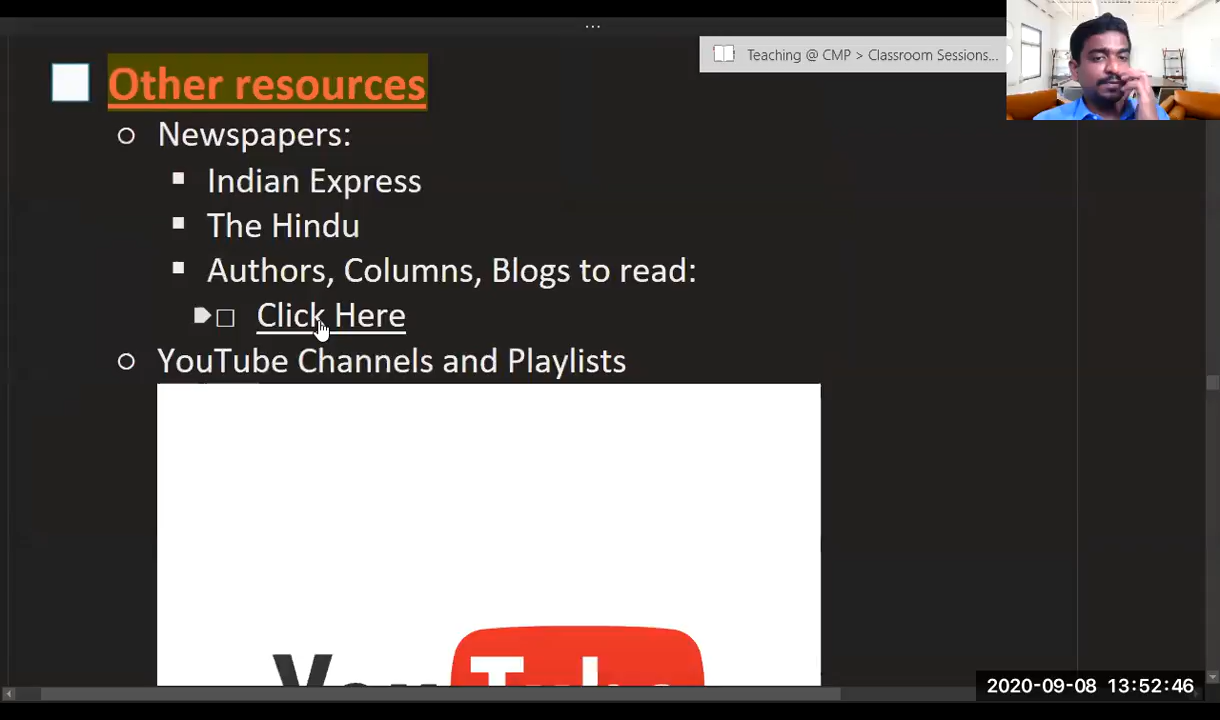 ...
Teaching @ CMP > Classroom Sessions...
Other resources
Newspapers:
Indian Express
The Hindu
Authors, Columns, Blogs to read:
Click Here
YouTube Channels and Playlists
YouTube
2020-09-08 13:52:46